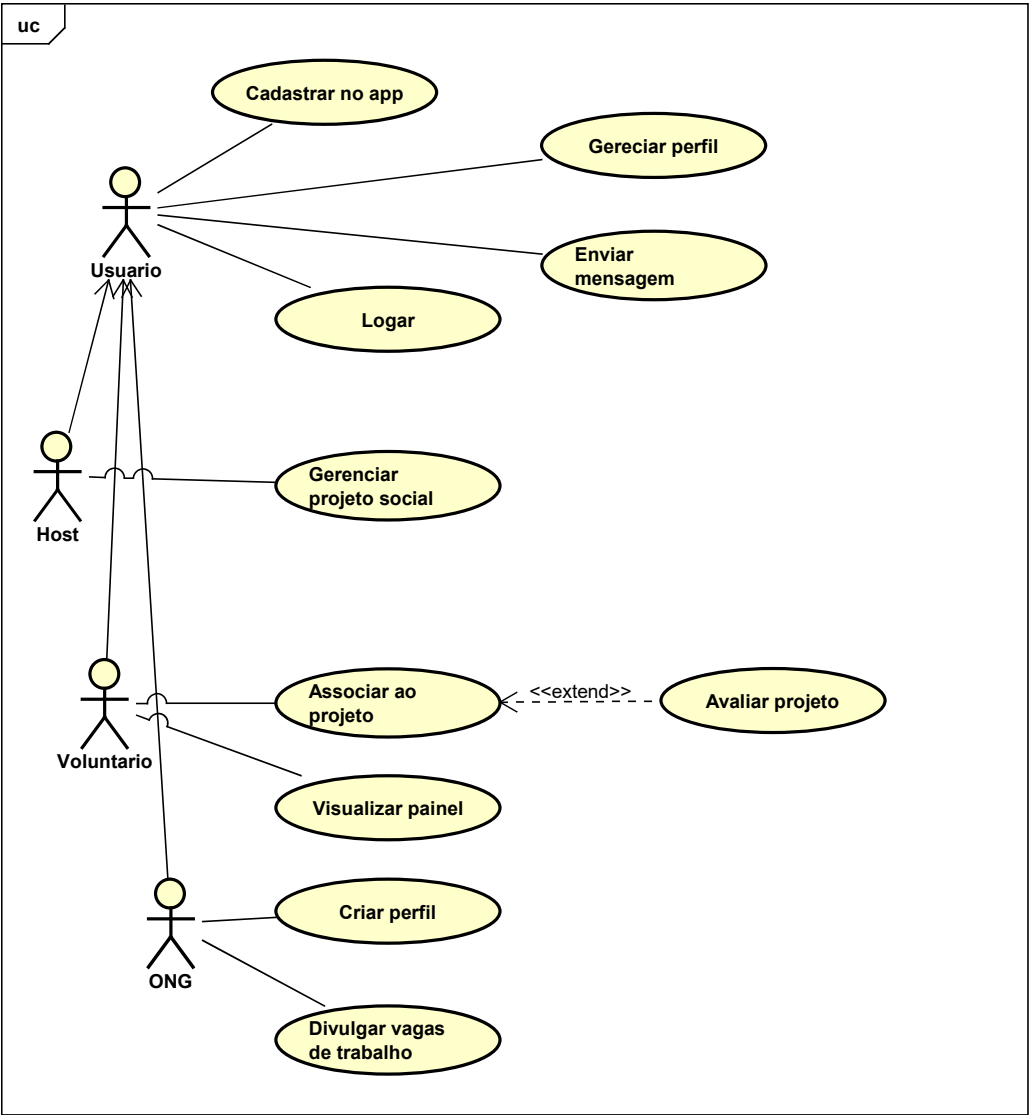 uc
Cadastrar no app
Gereciar perfil
Usuario
Enviar
mensagem
Logar
Host
Gerenciar
projeto social
Voluntario
Associar ao
projeto
<<extend>>
Avaliar projeto
Visualizar painel
ONG
Criar perfil
Divulgar vagas
de trabalho